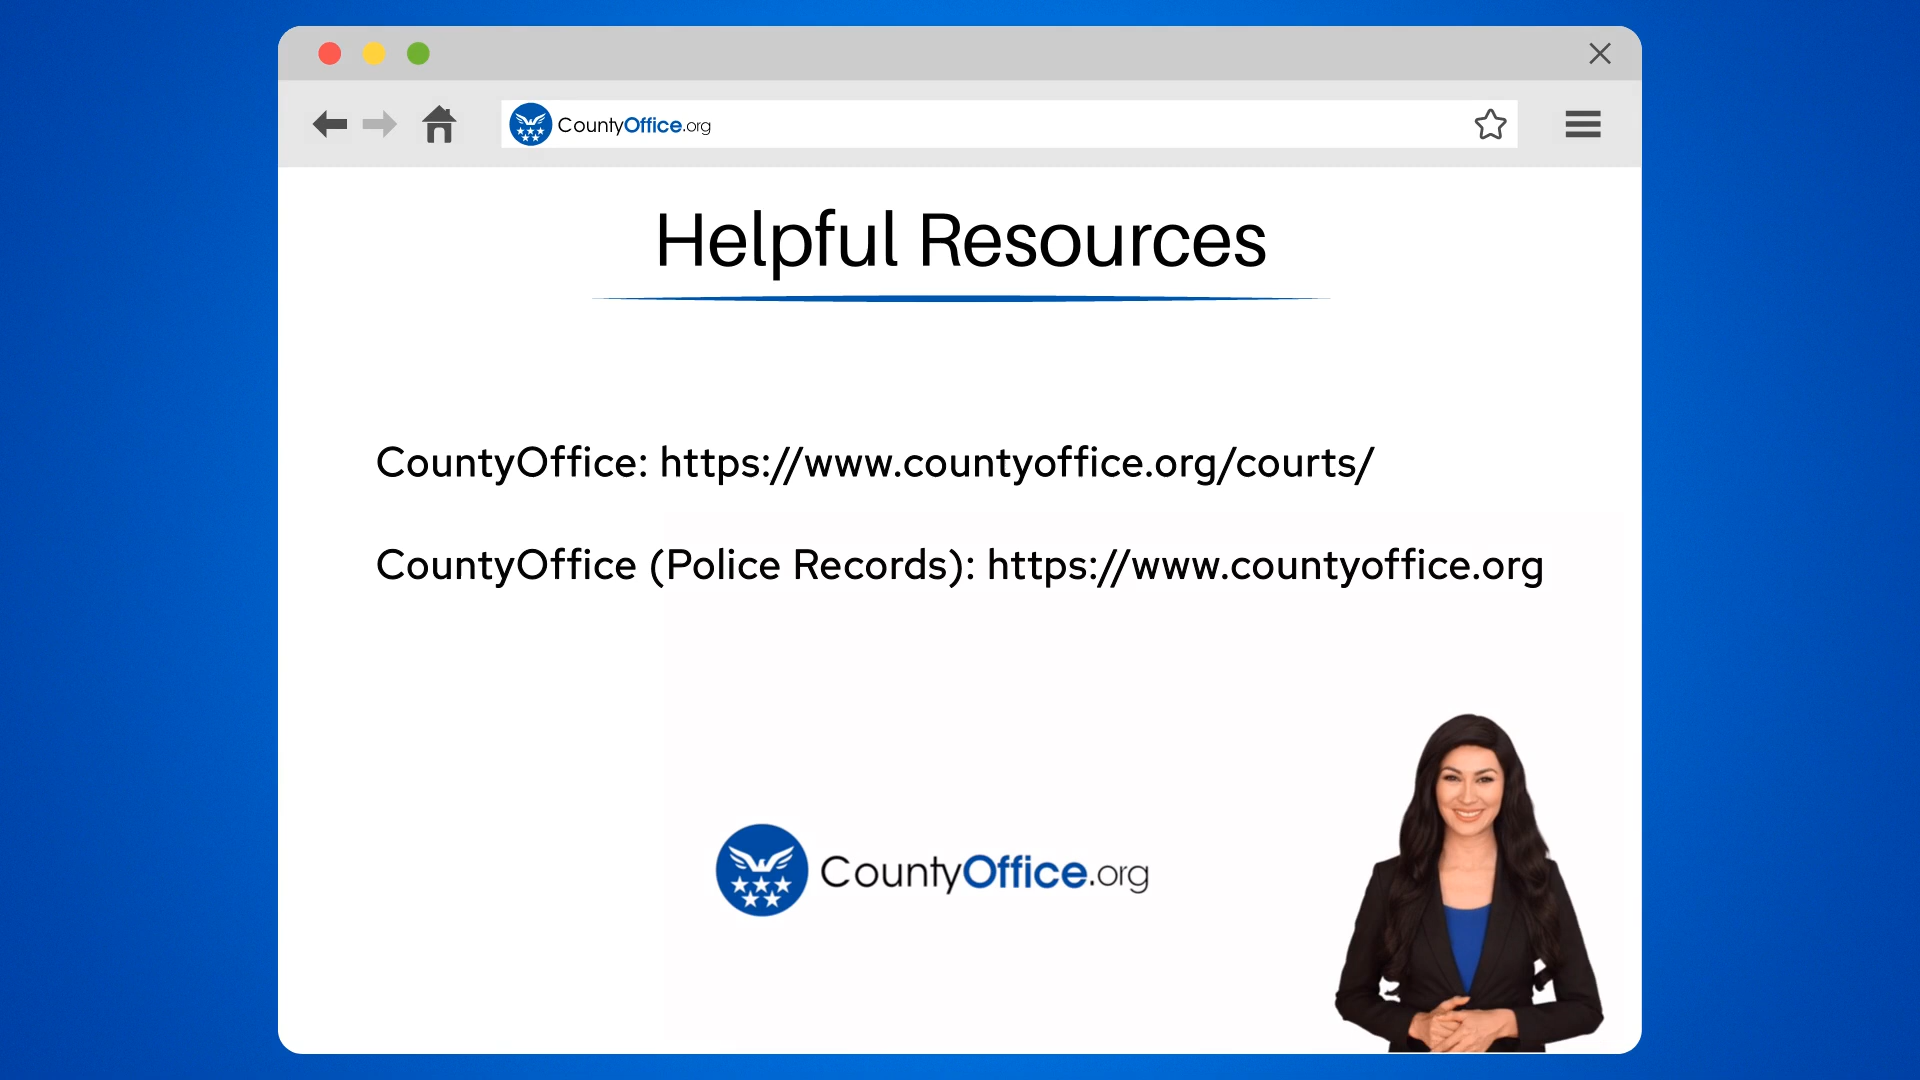 CountyOffice.org
Helpful Resources
CountyOffice: https://www.countyoffice.org/courts/
CountyOffice (Police Records): https://www.countyoffice.org
CountyOffice.org